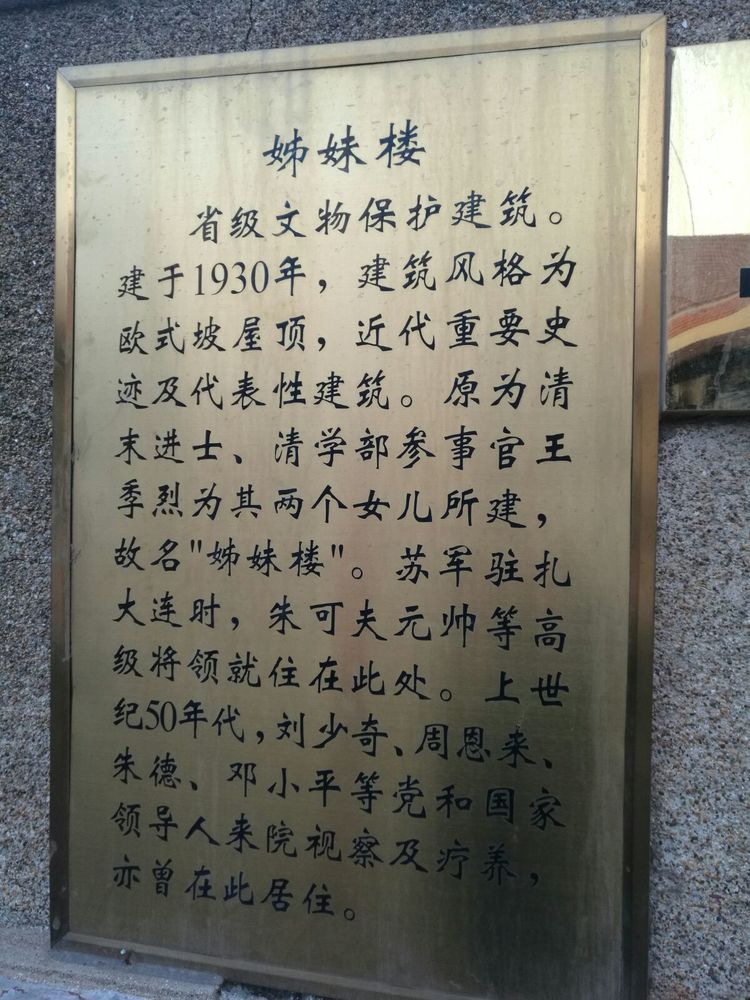 姊妹楼
省级文物保护建筑。
建于1930年，建筑风格为
欧式坡屋顶，近代重要史
迹及代表性建筑。原为清
末进士、清学部参事官王
季烈为其两个女儿所建，
故名"姊妹楼"。苏军驻扎
大连时，朱可夫元帅等高
级将领就住在此处。上世
纪50年代，刘少奇、周恩来、
朱德、邓小平等党和国家
领导人来院视察及疗养，
亦曾在此居住。